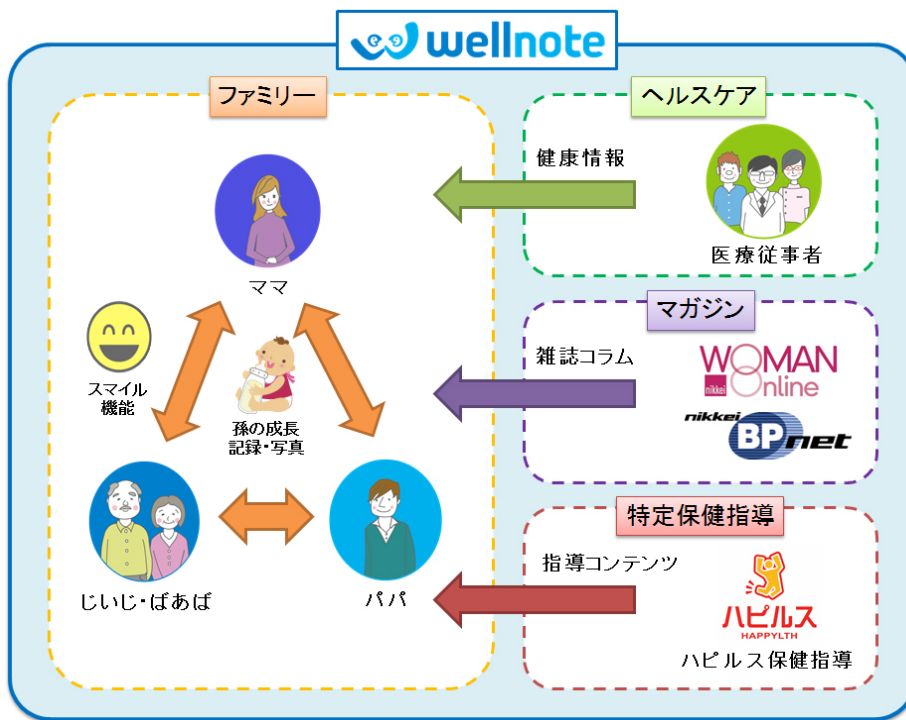 wellnote
ファミリー
ママ
スマイル
機能
孫の成長
記録・写真
じいじ・ばあば
パパ
ヘルスケア
健康情報
医療従事者
マガジン
雑誌コラム
WOMAN
nikkei Online
nikkei
BPnet
特定保健指導
指導コンテンツ
ハピルス
HAPPYLTH
ハピルス保健指導